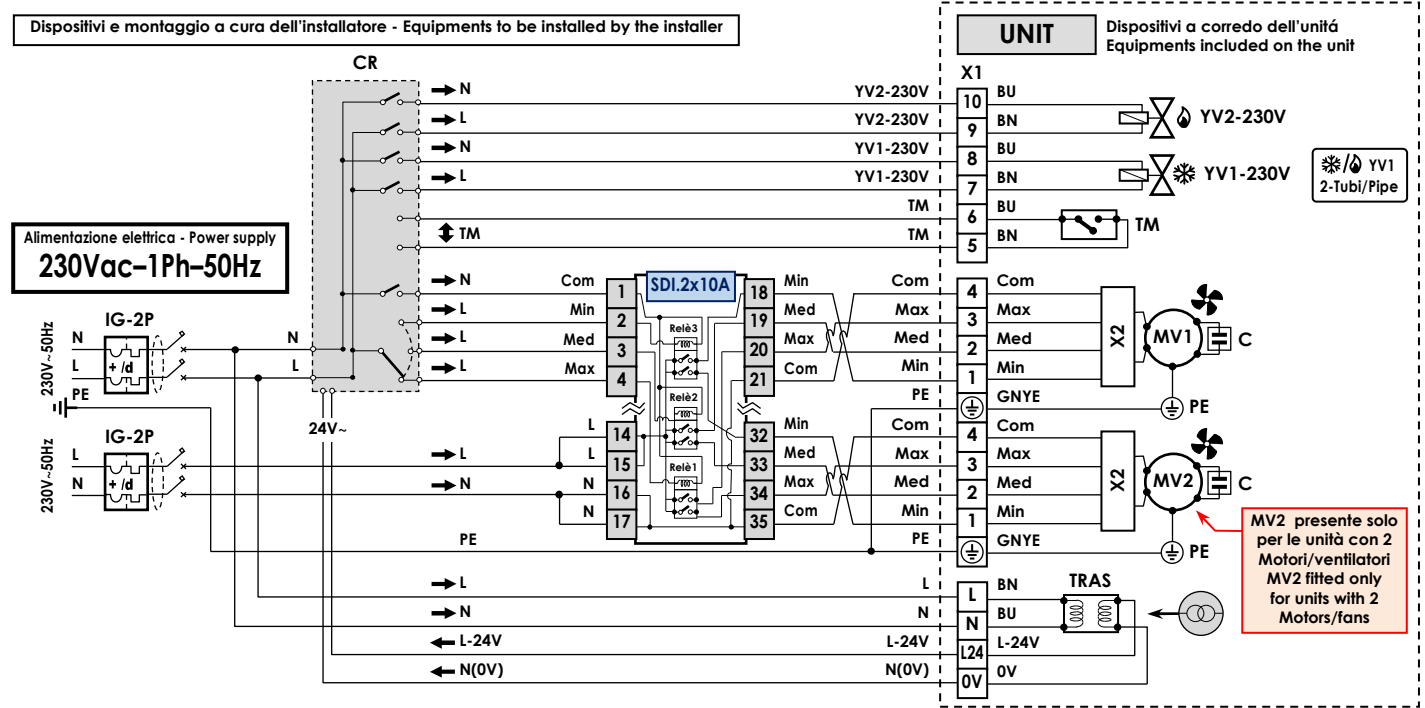 Dispositivi e montaggio a cura dell'installatore - Equipments to be installed by the installer
UNIT
Dispositivi a corredo dell'unitá
Equipments included on the unit
CR
X1
N
YV2-230V
10
BU
L
YV2-230V
9
BN
YV2-230V
N
YV1-230V
8
BU
L
YV1-230V
7
BN
YV1-230V
/ YV1
2-Tubi/Pipe
TM
6
BU
TM
TM
5
BN
TM
Alimentazione elettrica - Power supply
230Vac–1Ph–50Hz
SDI.2x10A
N
Com
1
18
Min
Com
4
Com
L
Min
2
19
Med
Max
3
Max
L
Med
3
20
Max
Med
2
Med
L
Max
4
21
Com
Min
1
Min
Relè3
Relè2
Relè1
X2
MV1
C
PE
GNYE
PE
IG-2P
230V~50Hz
N
L
+ /d
N
L
PE
24V~
IG-2P
230V~50Hz
L
N
+ /d
L
N
L
14
32
Min
Com
4
Com
L
15
33
Med
Max
3
Max
N
16
34
Max
Med
2
Med
N
17
35
Com
Min
1
Min
X2
MV2
C
PE
PE
GNYE
PE
MV2 presente solo
per le unità con 2
Motori/ventilatori
MV2 fitted only
for units with 2
Motors/fans
L
L
L
BN
TRAS
N
N
N
BU
L-24V
L-24V
L24
L-24V
N(0V)
N(0V)
0V
0V